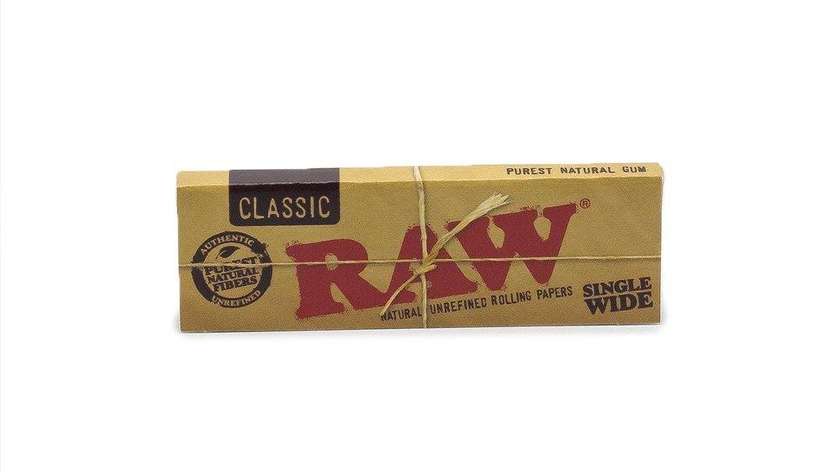 PUREST NATURAL GUM
CLASSIC
RAW®
AUTHENTIC
PUREST
NATURAL
FIBERS
UNREFINED
NATURAL UNREFINED ROLLING PAPERS
SINGLE
WIDE